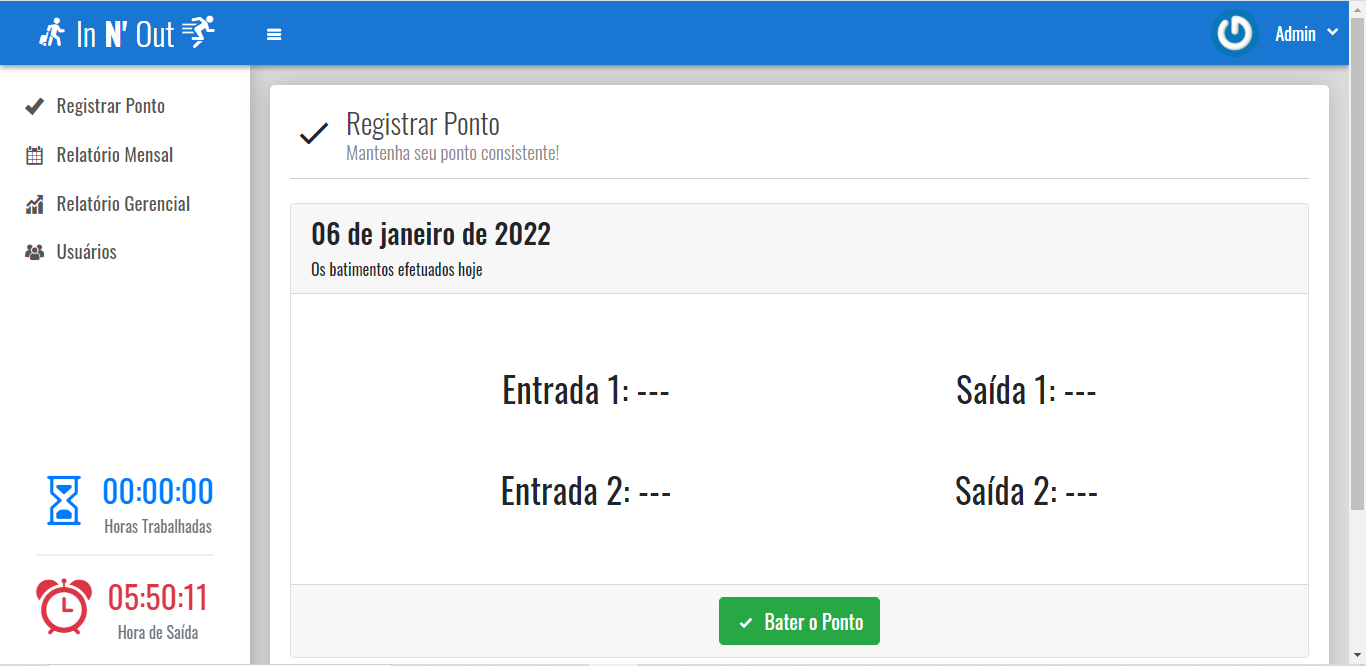 In N' Out
Admin
Registrar Ponto
Relatório Mensal
Relatório Gerencial
Usuários
00:00:00
Horas Trabalhadas
05:50:11
Hora de Saída
Registrar Ponto
Mantenha seu ponto consistente!
06 de janeiro de 2022
Os batimentos efetuados hoje
Entrada 1: ---
Saída 1: ---
Entrada 2: ---
Saída 2: ---
Bater o Ponto